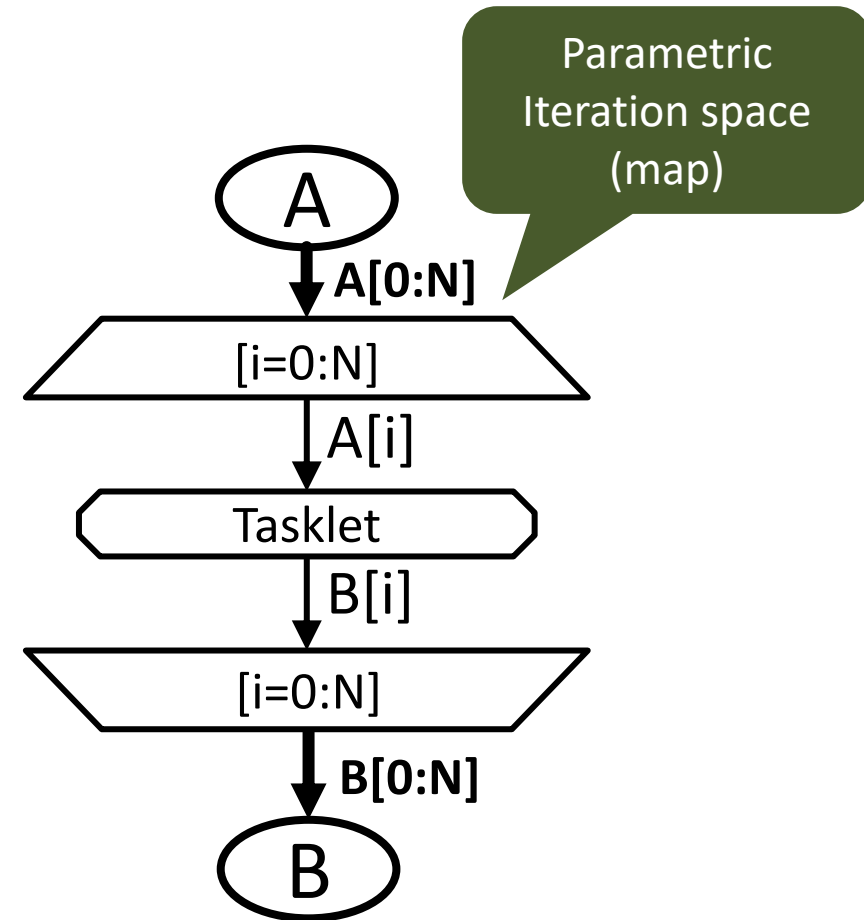 Parametric
Iteration space
(map)
A
A[0:N]
[i=0:N]
A[i]
Tasklet
B[i]
[i=0:N]
B[0:N]
B